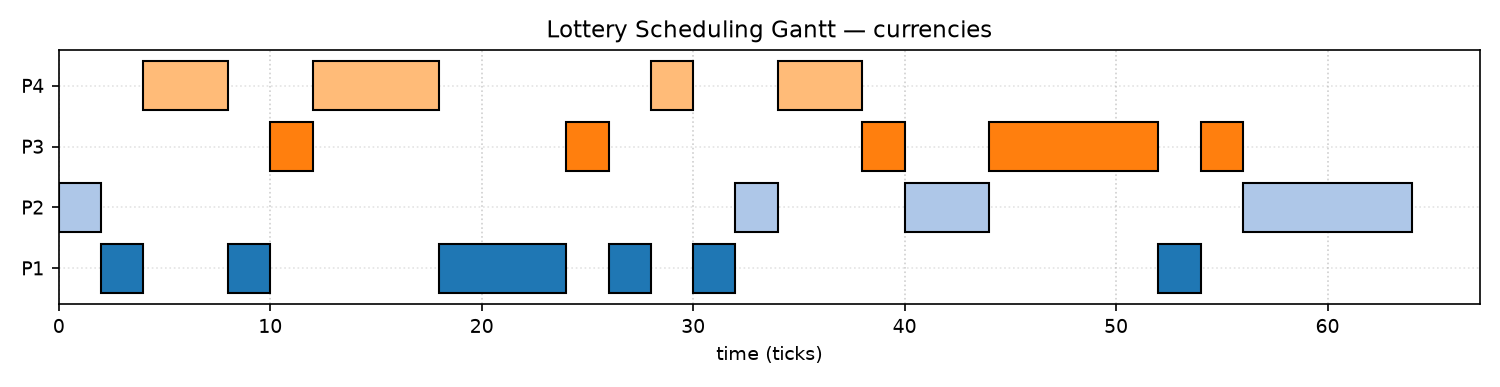 Lottery Scheduling Gantt — currencies
P4
P3
P2
P1
0 10 20 30 40 50 60
time (ticks)